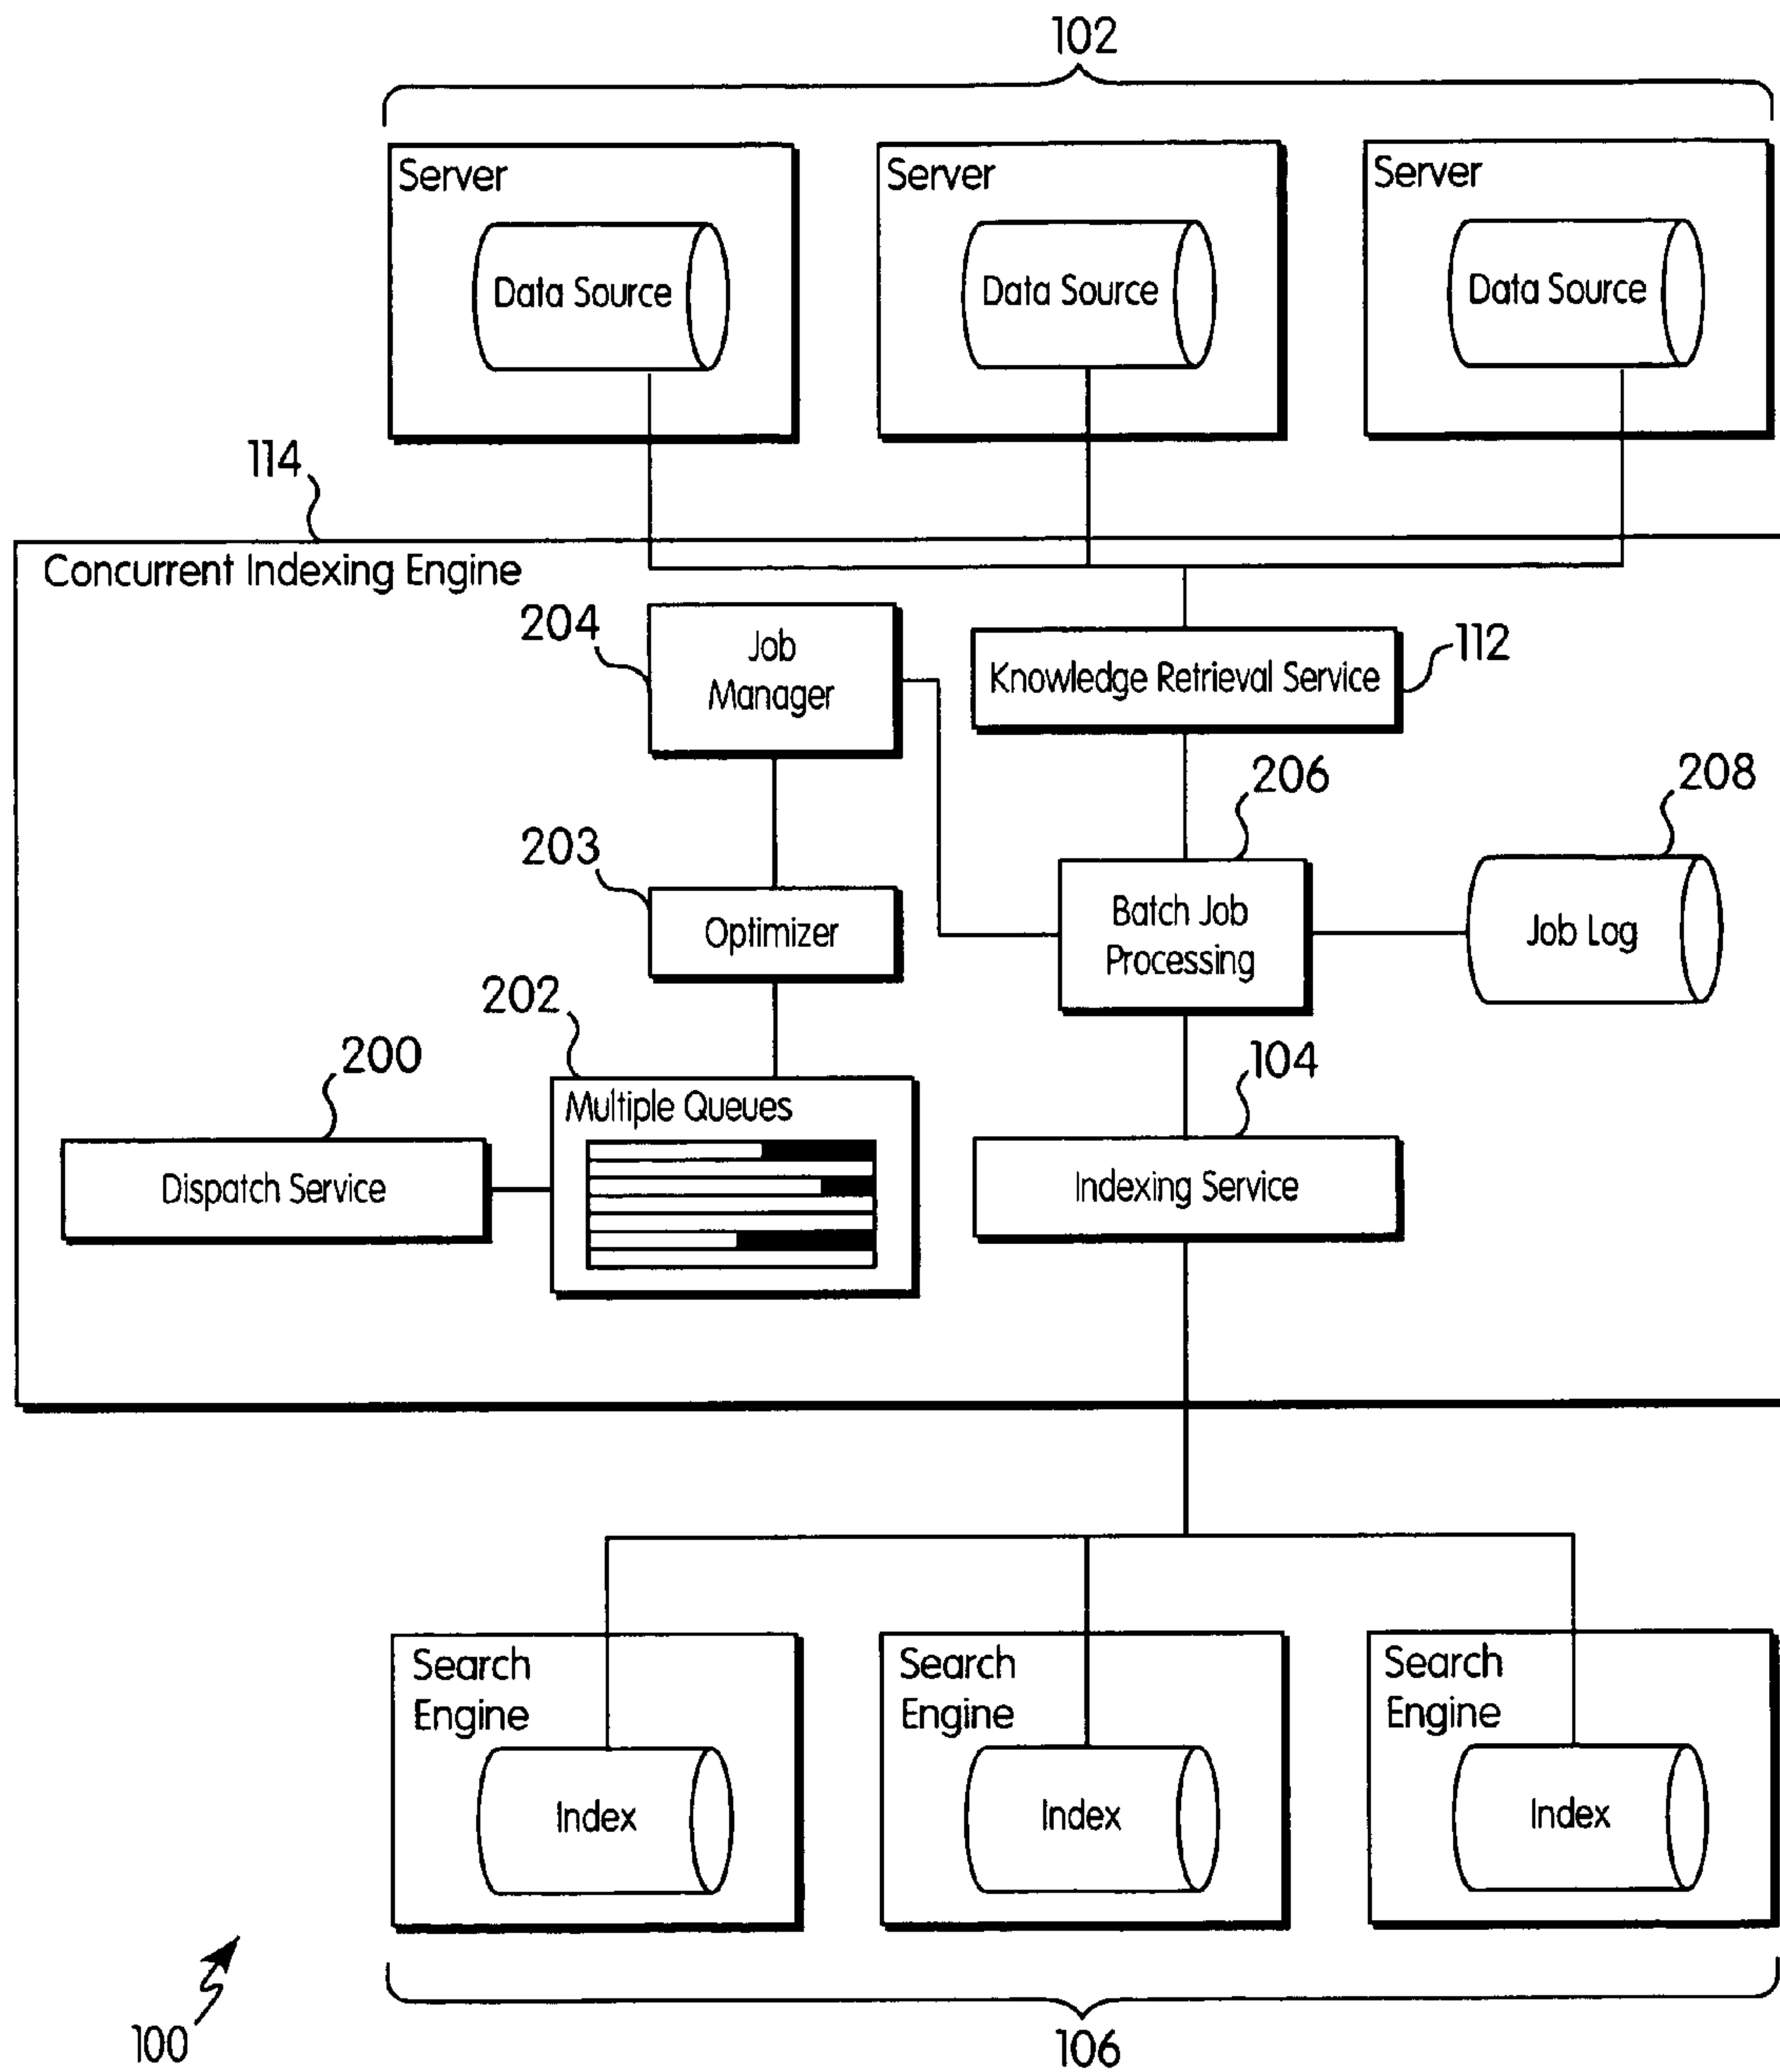 102
Server
Server
Server
Data Source
Data Source
Data Source
114
Concurrent Indexing Engine
204
Job
Manager
Knowledge Retrieval Service
112
206
208
203
Optimizer
Batch Job
Processing
Job Log
202
200
104
Multiple Queues
Dispatch Service
Indexing Service
Search
Engine
Search
Engine
Search
Engine
Index
Index
Index
100
106